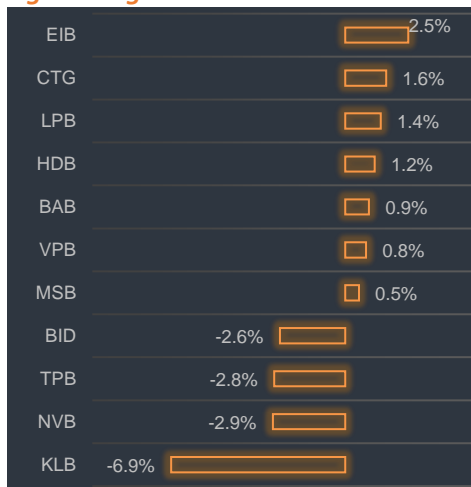 EIB 2.5%
CTG 1.6%
LPB 1.4%
HDB 1.2%
BAB 0.9%
VPB 0.8%
MSB 0.5%
BID -2.6%
TPB -2.8%
NVB -2.9%
KLB -6.9%